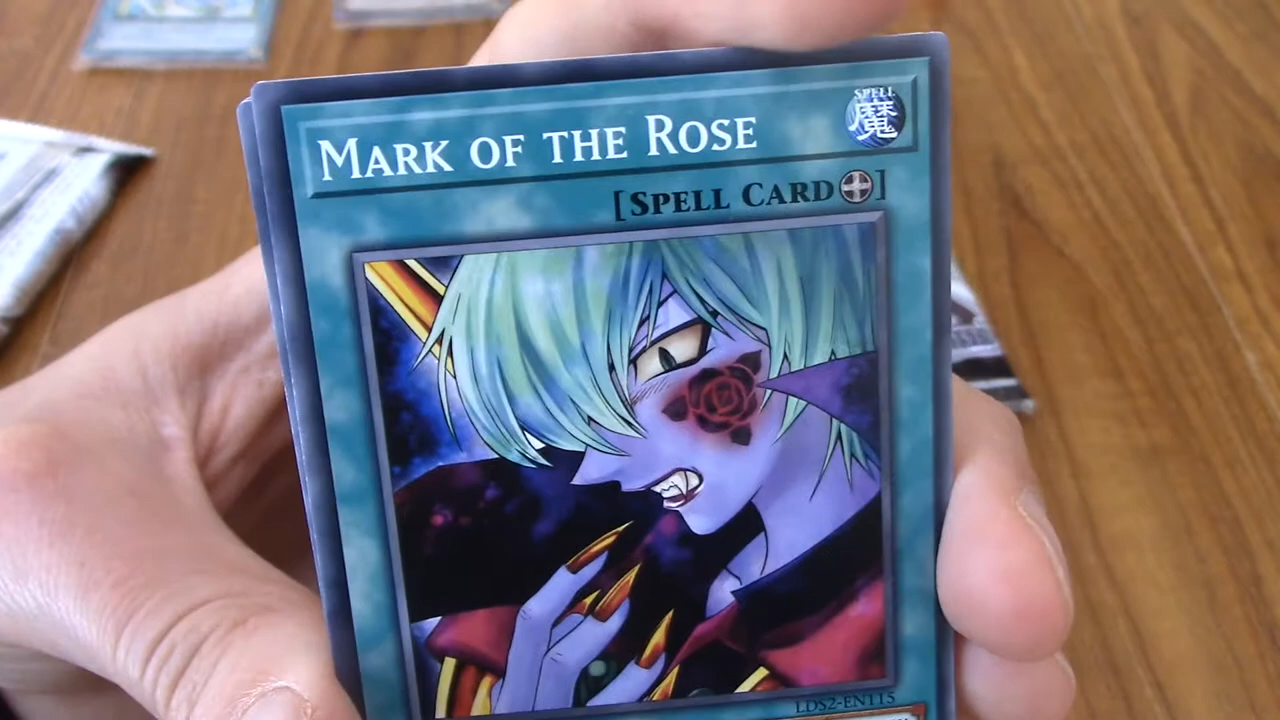 MARK OF THE ROSE
SPELL
魔
[SPELL CARD]
LDS2-EN115